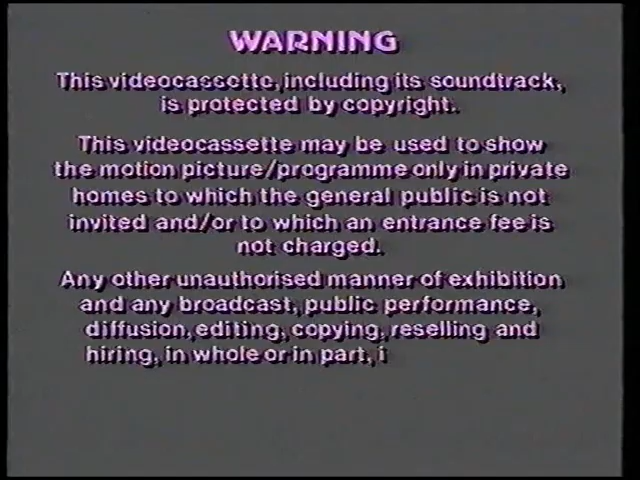 WARNING
This videocassette, including its soundtrack,
is protected by copyright.
This videocassette may be used to show
the motion picture/programme only in private
homes to which the general public is not
invited and/or to which an entrance fee is
not charged.
Any other unauthorised manner of exhibition
and any broadcast, public performance,
diffusion, editing, copying, reselling and
hiring, in whole or in part, i